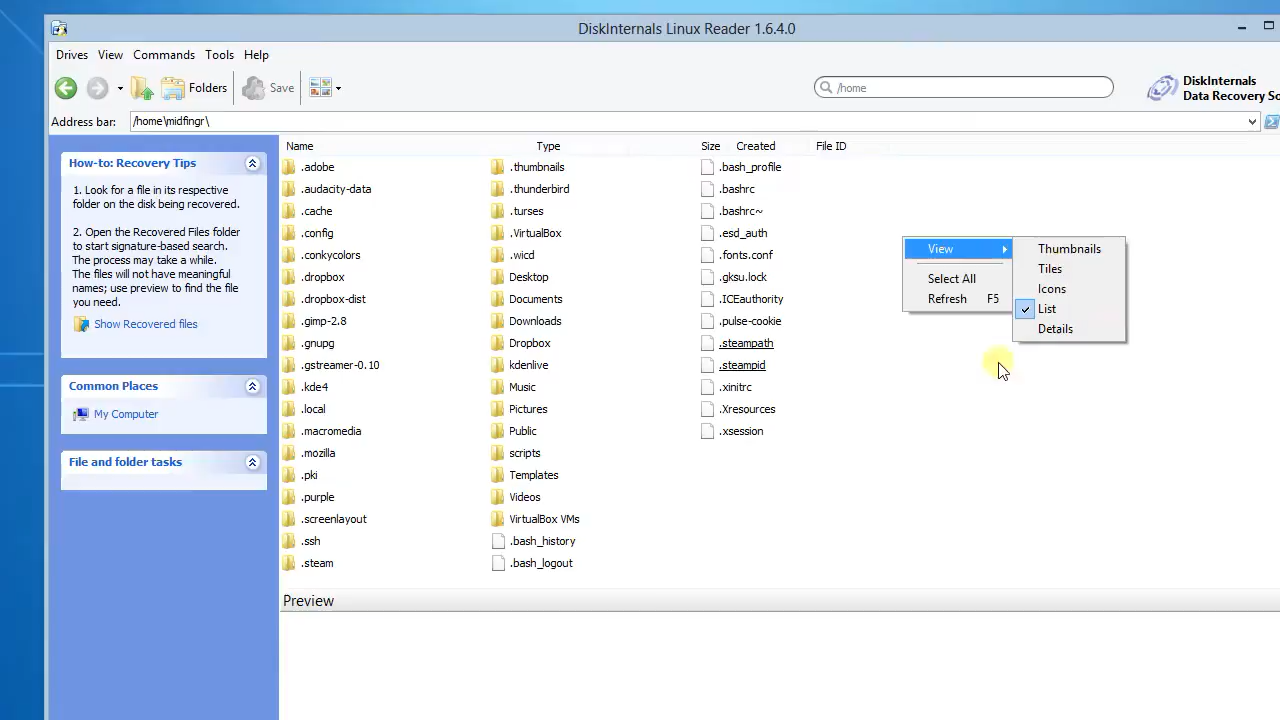 DiskInternals Linux Reader 1.6.4.0
Drives View Commands Tools Help
Folders Save /home
DiskInternals
Data Recovery So
Address bar: /home\midfingr\
How-to: Recovery Tips
1. Look for a file in its respective
folder on the disk being recovered.
2. Open the Recovered Files folder
to start signature-based search.
The process may take a while.
The files will not have meaningful
names; use preview to find the file
you need.
Show Recovered files
Common Places
My Computer
File and folder tasks
Name Type Size Created File ID
.adobe .thumbnails .bash_profile
.audacity-data .thunderbird .bashrc
.cache .turses .bashrc~
.config .VirtualBox .esd_auth
.conkycolors .wicd .fonts.conf
.dropbox Desktop .gksu.lock
.dropbox-dist Documents .ICEauthority
.gimp-2.8 Downloads .pulse-cookie
.gnupg Dropbox .steampath
.gstreamer-0.10 kdenlive .steampid
.kde4 Music .xinitrc
.local Pictures .Xresources
.macromedia Public .xsession
.mozilla scripts
.pki Templates
.purple Videos
.screenlayout VirtualBox VMs
.ssh .bash_history
.steam .bash_logout
View
Select All
Refresh F5
Thumbnails
Tiles
Icons
List
Details
Preview